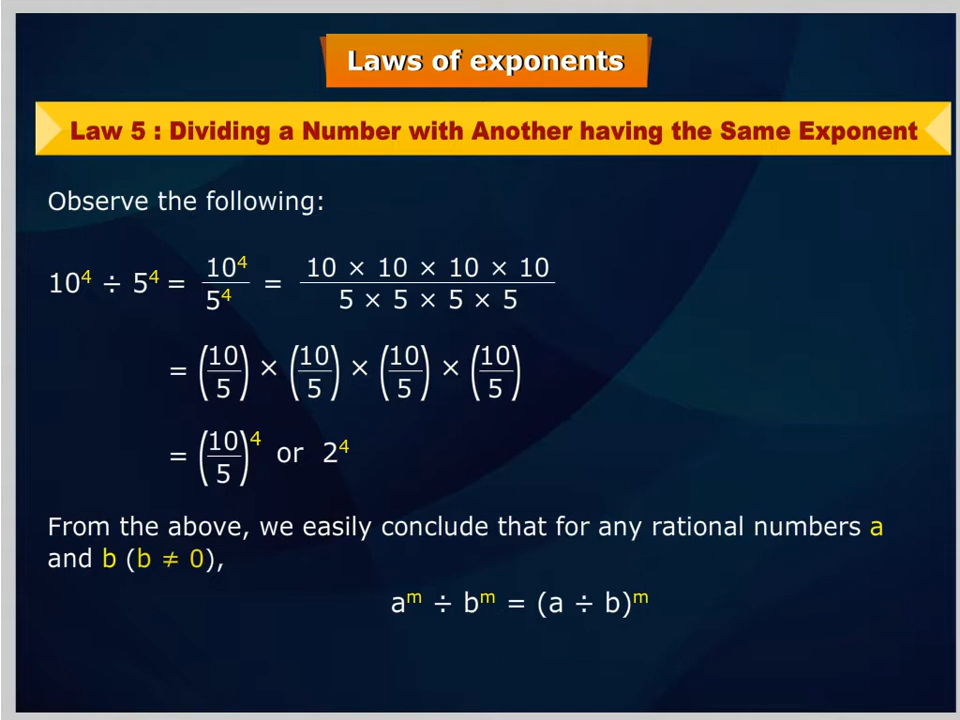 Laws of exponents
Law 5 : Dividing a Number with Another having the Same Exponent
Observe the following:
10⁴ ÷ 5⁴ = 10⁴/5⁴ = (10 × 10 × 10 × 10)/(5 × 5 × 5 × 5)
= (10/5) × (10/5) × (10/5) × (10/5)
= (10/5)⁴ or 2⁴
From the above, we easily conclude that for any rational numbers a
and b (b ≠ 0),
aᵐ ÷ bᵐ = (a ÷ b)ᵐ